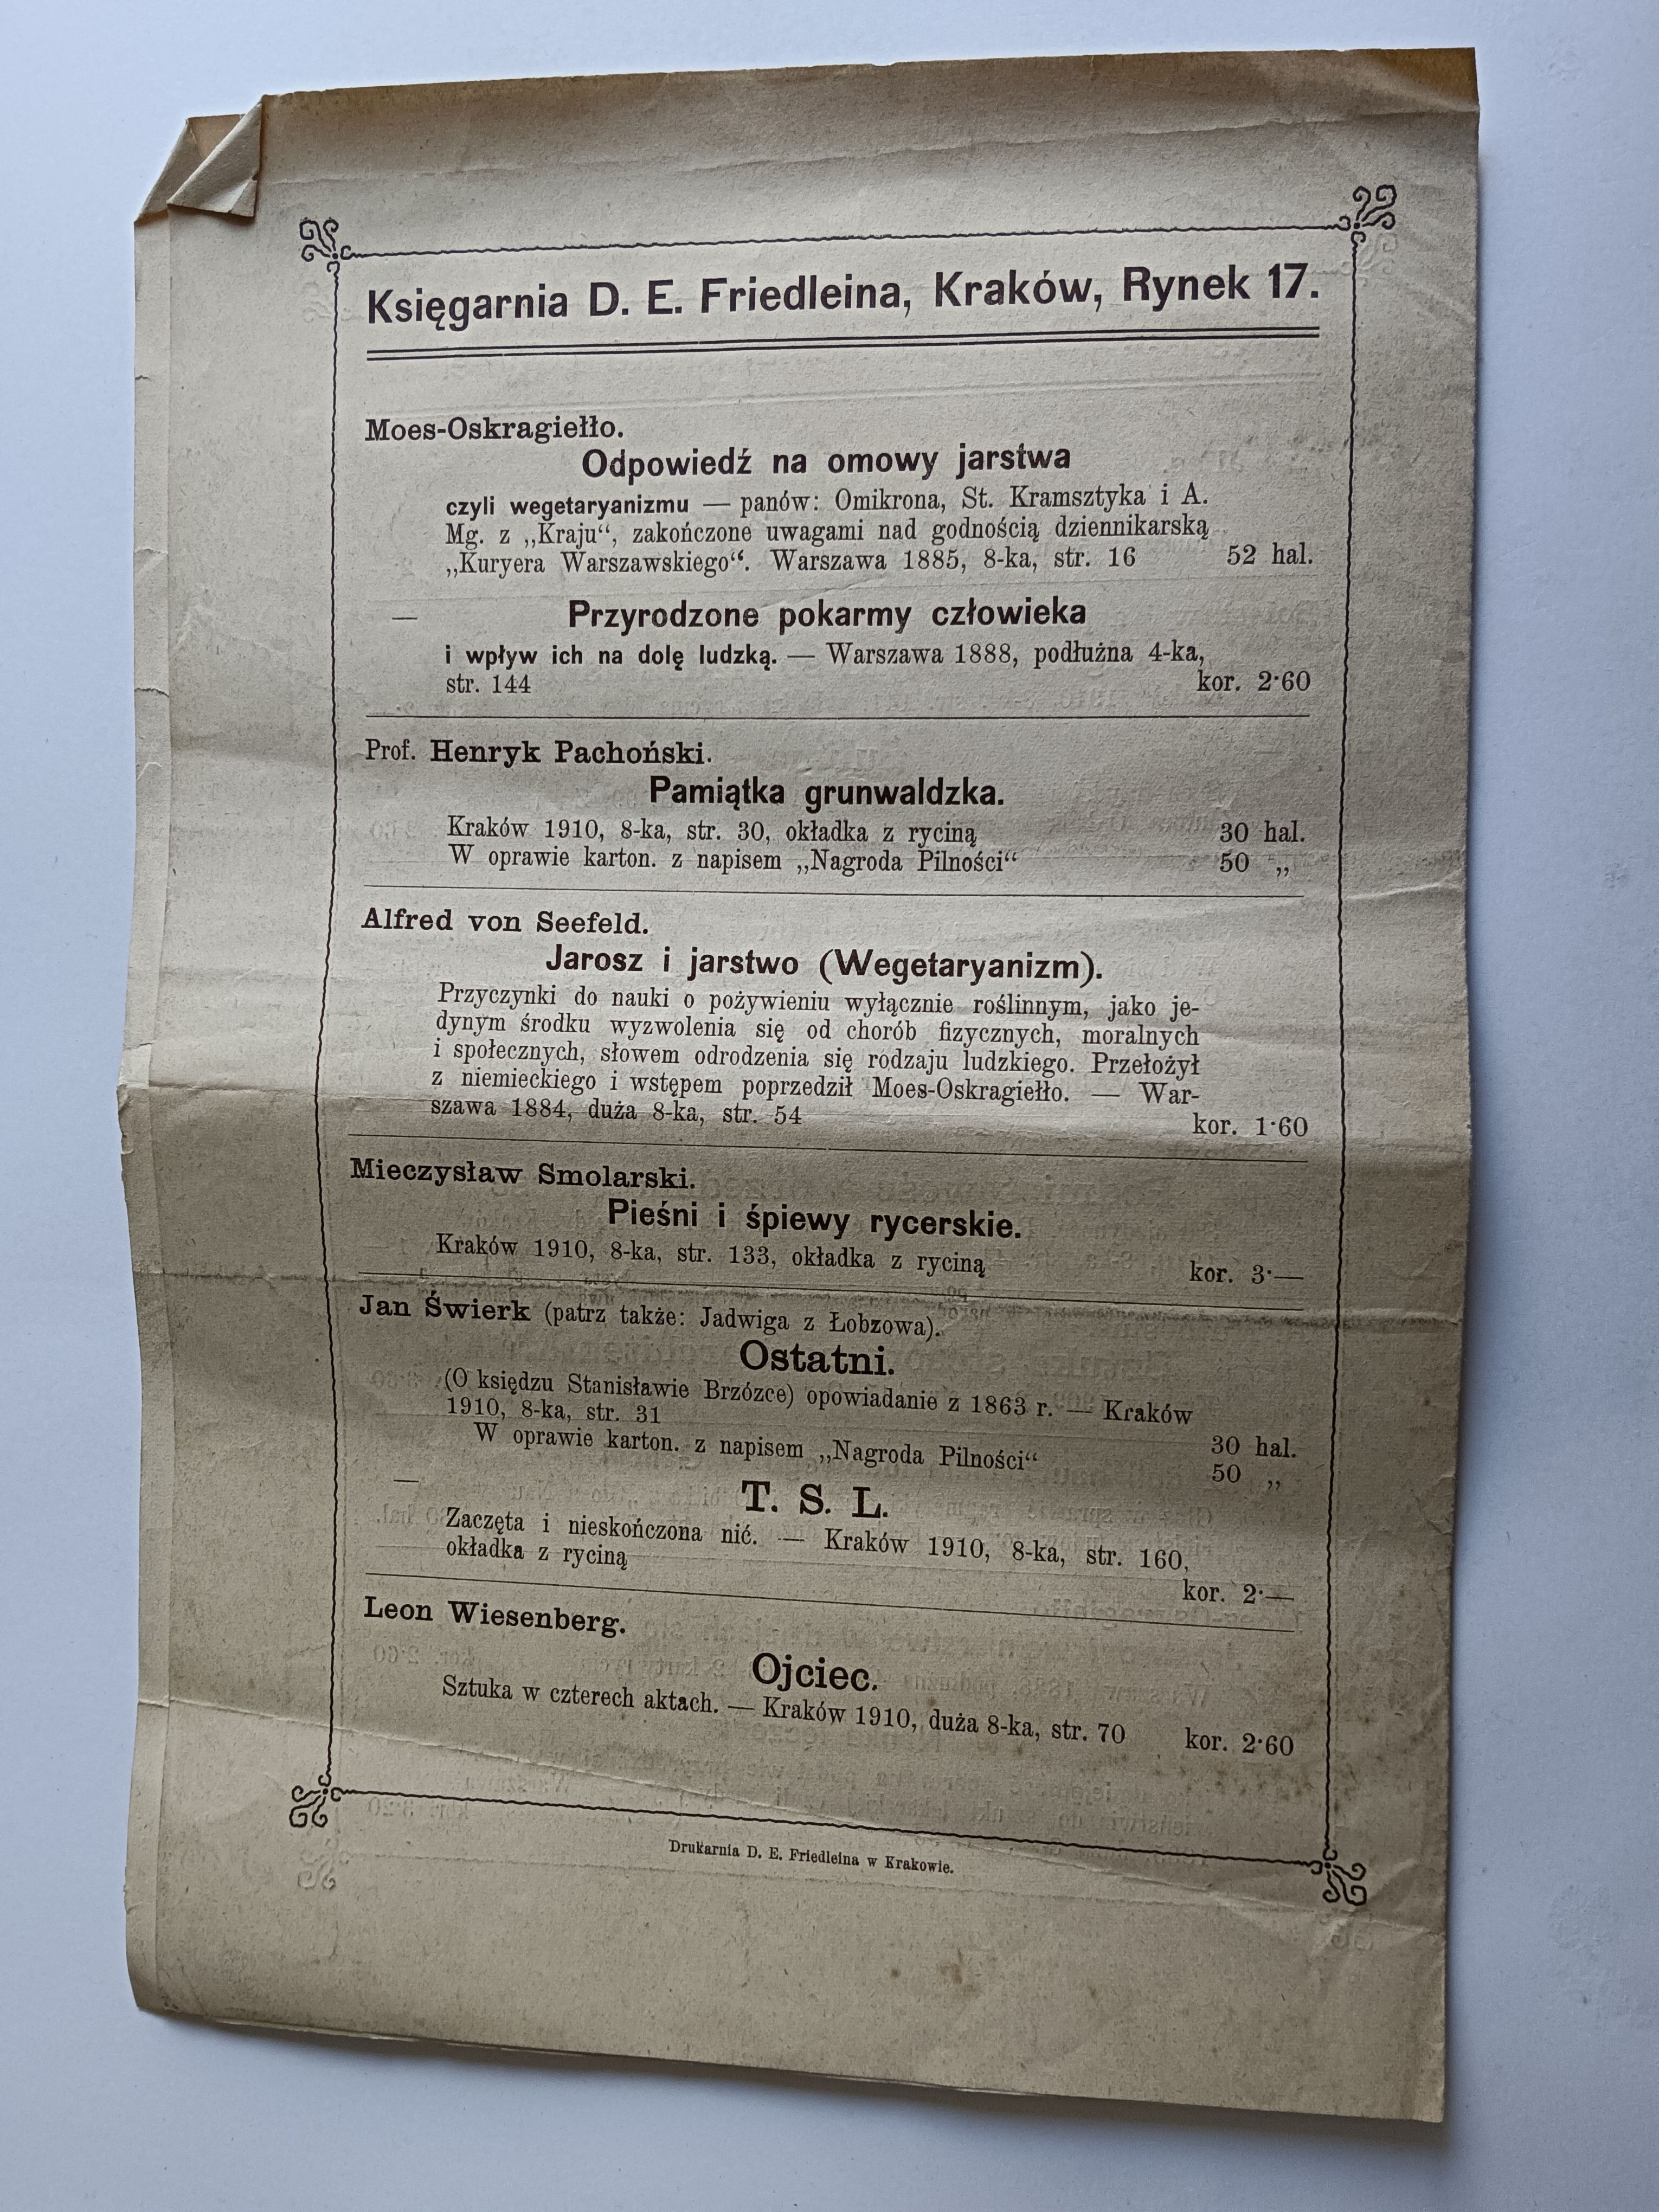 Księgarnia D. E. Friedleina, Kraków, Rynek 17.
Moes-Oskragiełło.
Odpowiedź na omowy jarstwa
czyli wegetaryanizmu — panów: Omikrona, St. Kramsztyka i A.
Mg. z „Kraju“, zakończone uwagami nad godnością dziennikarską
„Kuryera Warszawskiego“. Warszawa 1885, 8-ka, str. 16 52 hal.
— Przyrodzone pokarmy człowieka
i wpływ ich na dolę ludzką. — Warszawa 1888, podłużna 4-ka,
str. 144 kor. 2·60
Prof. Henryk Pachoński.
Pamiątka grunwaldzka.
Kraków 1910, 8-ka, str. 30, okładka z ryciną 30 hal.
W oprawie karton. z napisem „Nagroda Pilności“ 50 „
Alfred von Seefeld.
Jarosz i jarstwo (Wegetaryanizm).
Przyczynki do nauki o pożywieniu wyłącznie roślinnym, jako je-
dynym środku wyzwolenia się od chorób fizycznych, moralnych
i społecznych, słowem odrodzenia się rodzaju ludzkiego. Przełożył
z niemieckiego i wstępem poprzedził Moes-Oskragiełło. — War-
szawa 1884, duża 8-ka, str. 54 kor. 1·60
Mieczysław Smolarski.
Pieśni i śpiewy rycerskie.
Kraków 1910, 8-ka, str. 133, okładka z ryciną kor. 3·—
Jan Świerk (patrz także: Jadwiga z Łobzowa).
Ostatni.
(O księdzu Stanisławie Brzózce) opowiadanie z 1863 r. — Kraków
1910, 8-ka, str. 31 30 hal.
W oprawie karton. z napisem „Nagroda Pilności“ 50 „
— T. S. L.
Zaczęta i nieskończona nić. — Kraków 1910, 8-ka, str. 160,
okładka z ryciną kor. 2·—
Leon Wiesenberg.
Ojciec.
Sztuka w czterech aktach. — Kraków 1910, duża 8-ka, str. 70 kor. 2·60
Drukarnia D. E. Friedleina w Krakowie.